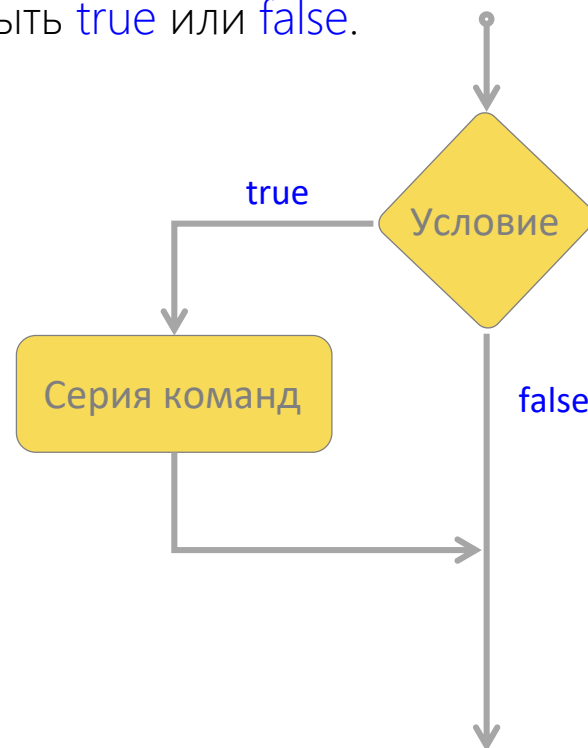 ыть true или false.
true
Условие
Серия команд
false